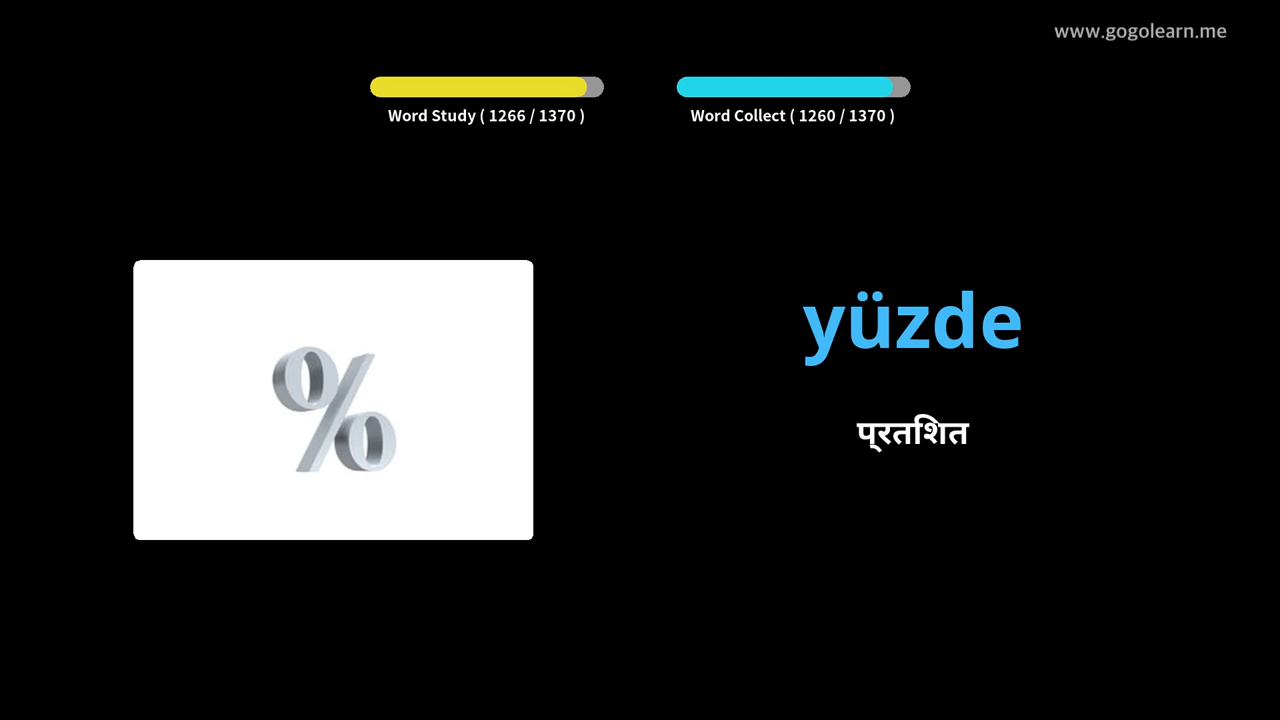 www.gogolearn.me
Word Study ( 1266 / 1370 )
Word Collect ( 1260 / 1370 )
%
yüzde
प्रतिशत